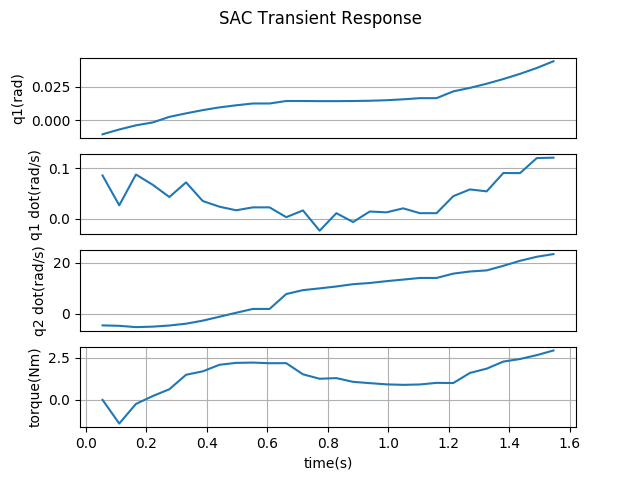 SAC Transient Response
q1(rad)
0.025
0.000
q1 dot(rad/s)
0.1
0.0
q2 dot(rad/s)
20
0
torque(Nm)
2.5
0.0
0.0 0.2 0.4 0.6 0.8 1.0 1.2 1.4 1.6
time(s)